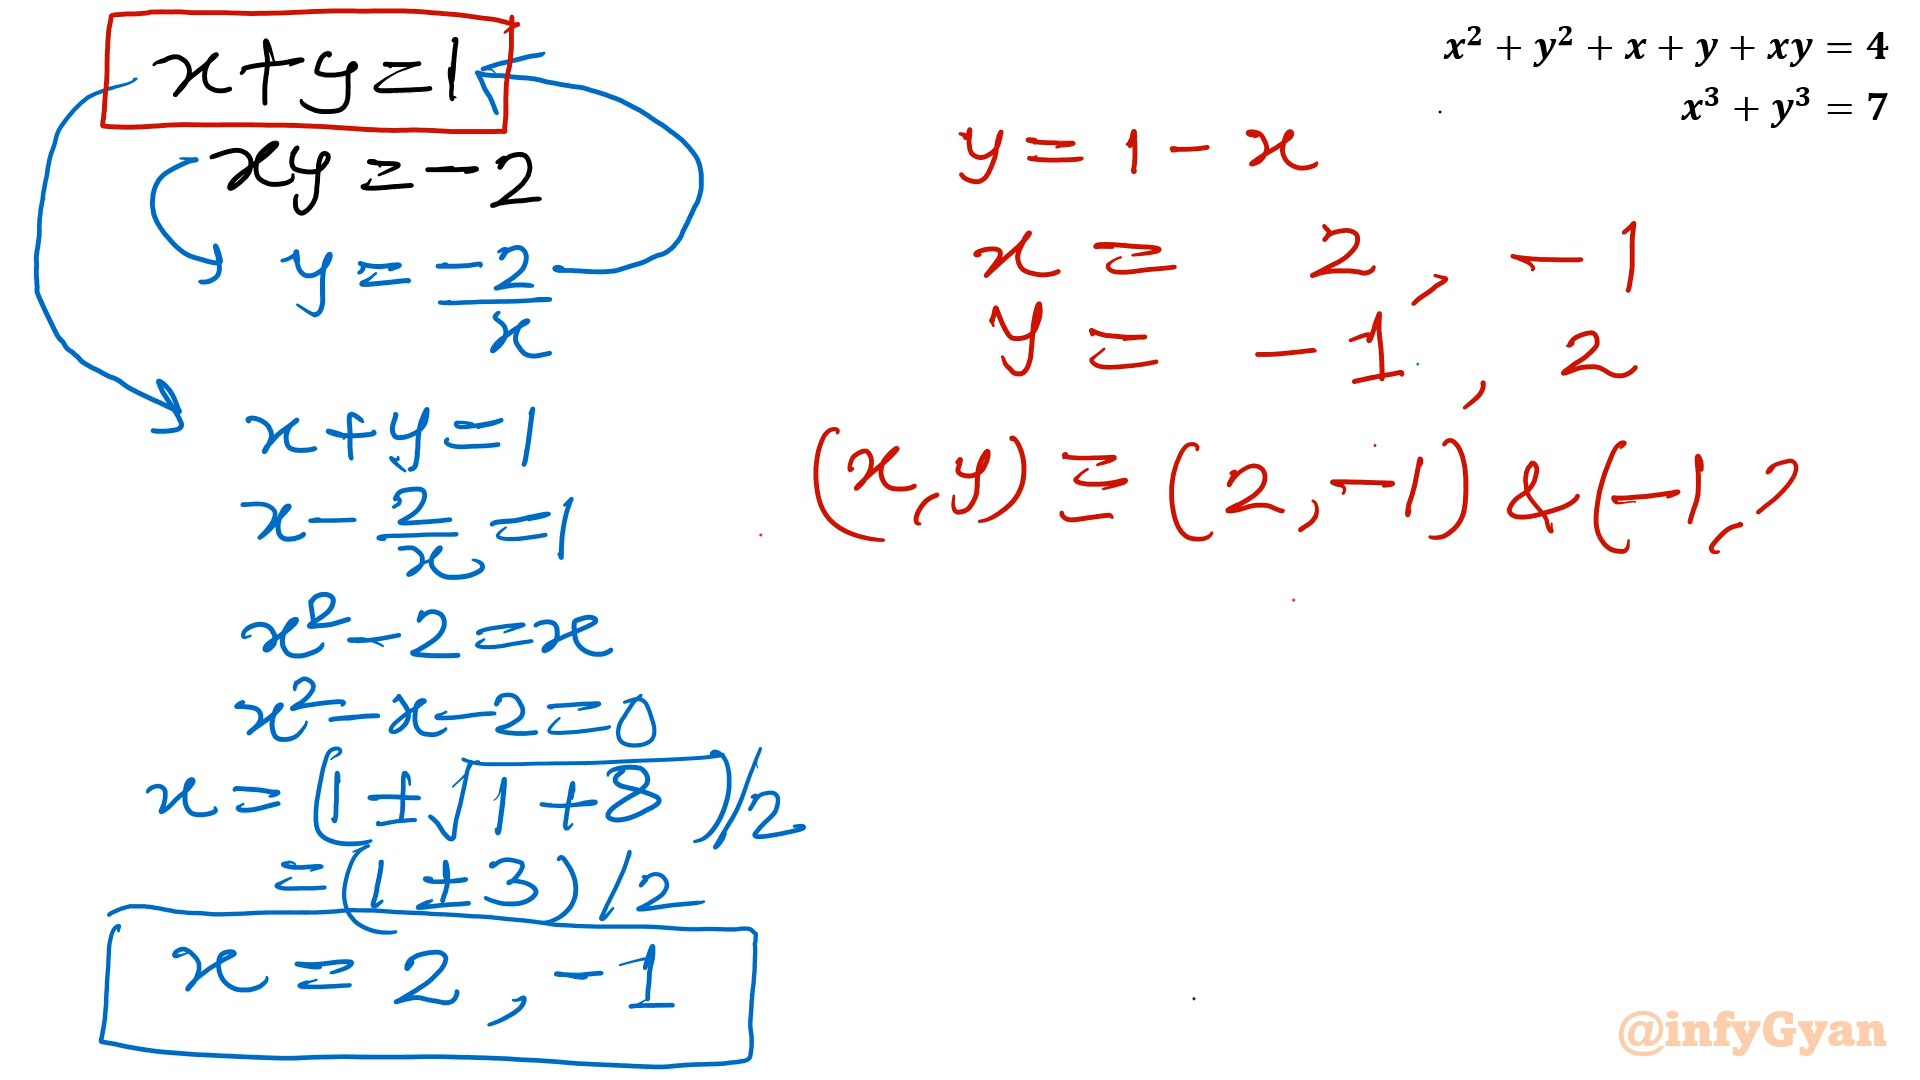 x+y=1
xy=-2
y=-2/x
x+y=1
x-2/x=1
x²-2=x
x²-x-2=0
x=(1±√1+8)/2
=(1±3)/2
x=2,-1
x² + y² + x + y + xy = 4
x³ + y³ = 7
y=1-x
x= 2, -1
y= -1, 2
(x,y)≡(2,-1)&(-1,2
@infyGyan